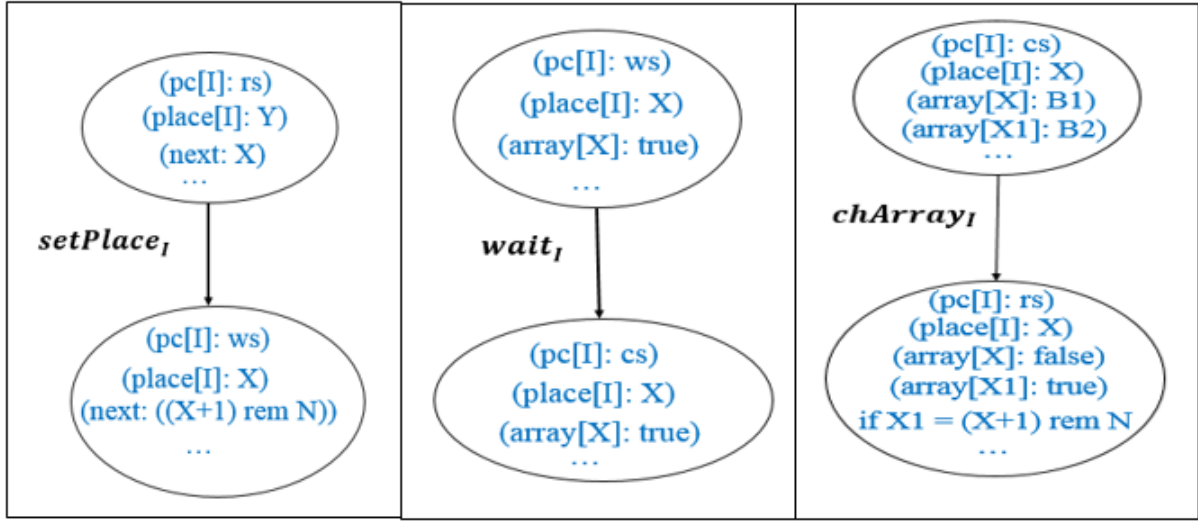 (pc[I]: rs)
(place[I]: Y)
(next: X)
…
setPlace_I
(pc[I]: ws)
(place[I]: X)
(next: ((X+1) rem N))
…
(pc[I]: ws)
(place[I]: X)
(array[X]: true)
…
wait_I
(pc[I]: cs)
(place[I]: X)
(array[X]: true)
…
(pc[I]: cs)
(place[I]: X)
(array[X]: B1)
(array[X1]: B2)
…
chArray_I
(pc[I]: rs)
(place[I]: X)
(array[X]: false)
(array[X1]: true)
if X1 = (X+1) rem N
…